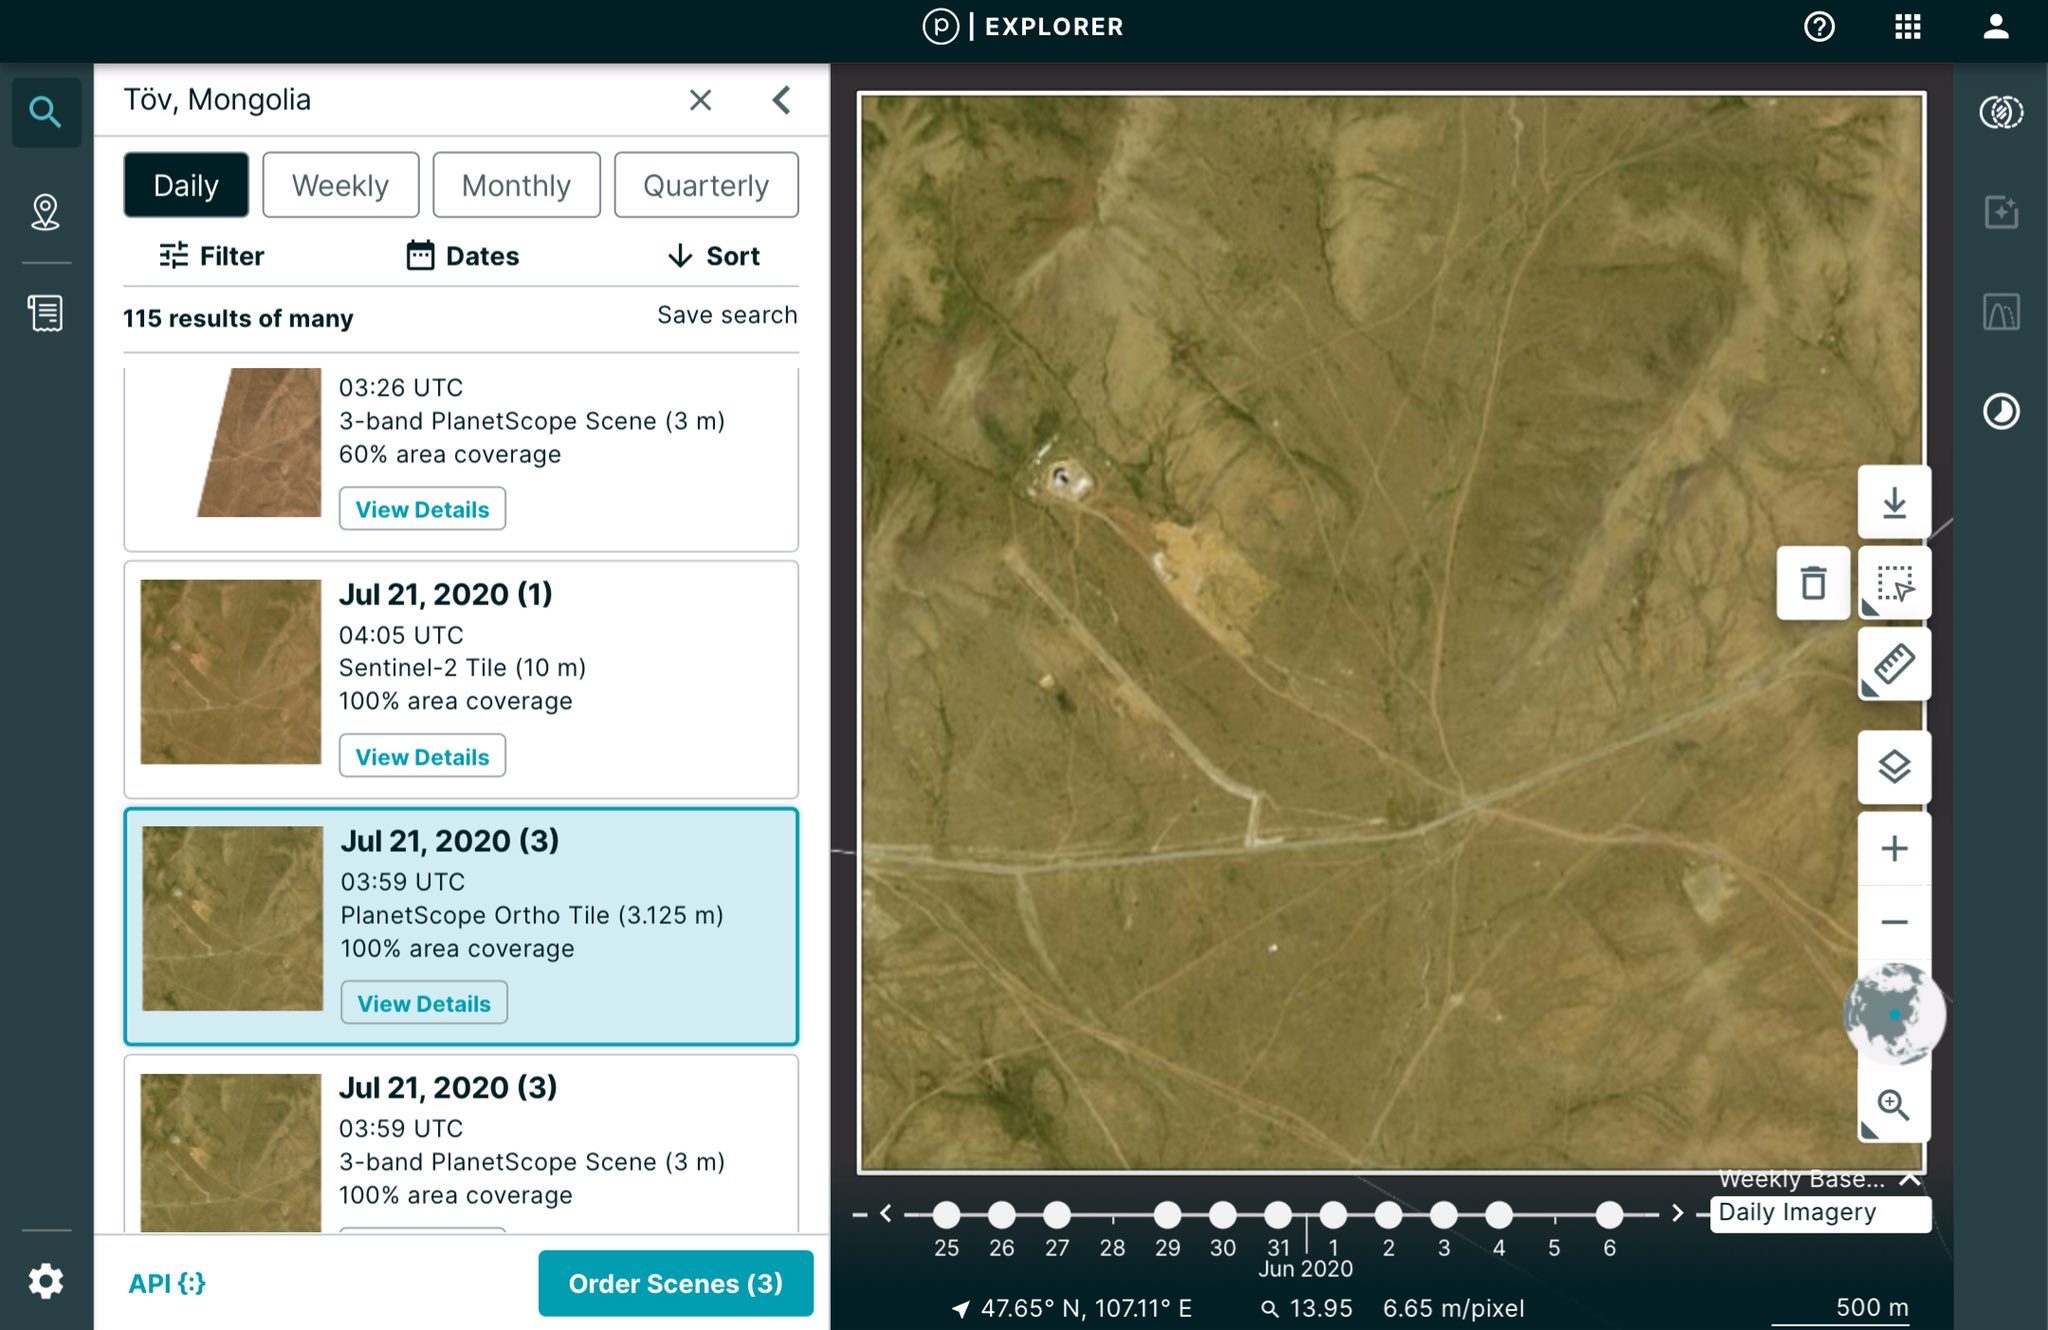 p | EXPLORER
Töv, Mongolia
Daily
Weekly
Monthly
Quarterly
Filter
Dates
Sort
115 results of many
Save search
03:26 UTC
3-band PlanetScope Scene (3 m)
60% area coverage
View Details
Jul 21, 2020 (1)
04:05 UTC
Sentinel-2 Tile (10 m)
100% area coverage
View Details
Jul 21, 2020 (3)
03:59 UTC
PlanetScope Ortho Tile (3.125 m)
100% area coverage
View Details
Jul 21, 2020 (3)
03:59 UTC
3-band PlanetScope Scene (3 m)
100% area coverage
API {:}
Order Scenes (3)
Weekly Base...
Daily Imagery
25 26 27 28 29 30 31 1 2 3 4 5 6
Jun 2020
47.65° N, 107.11° E
13.95
6.65 m/pixel
500 m